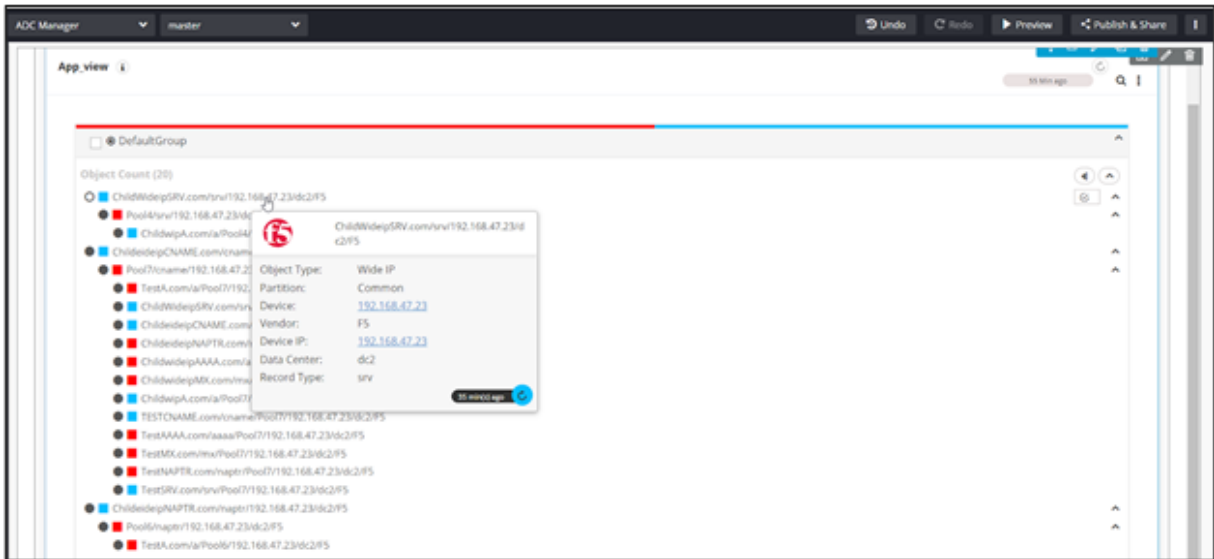 ADC Manager master Undo Redo Preview Publish & Share
App_view i
55 Min ago
DefaultGroup
Object Count (20)
ChildWideipSRV.com/srv/192.168.47.23/dc2/F5
Pool4/srv/192.168.47.23/dc
ChildwipA.com/a/Pool4/
ChildeideipCNAME.com/cname
Pool7/cname/192.168.47.2
TestA.com/a/Pool7/192.
ChildWideipSRV.com/srv
ChildeideipCNAME.com/
ChildeideipNAPTR.com/
ChildwideipAAAA.com/a
ChildwideipMX.com/mx
ChildwipA.com/a/Pool7/
TESTCNAME.com/cname/Pool7/192.168.47.23/dc2/F5
TestAAAA.com/aaaa/Pool7/192.168.47.23/dc2/F5
TestMX.com/mx/Pool7/192.168.47.23/dc2/F5
TestNAPTR.com/naptr/Pool7/192.168.47.23/dc2/F5
TestSRV.com/srv/Pool7/192.168.47.23/dc2/F5
ChildeideipNAPTR.com/naptr/192.168.47.23/dc2/F5
Pool6/naptr/192.168.47.23/dc2/F5
TestA.com/a/Pool6/192.168.47.23/dc2/F5
f5
ChildWideipSRV.com/srv/192.168.47.23/d
c2/F5
Object Type: Wide IP
Partition: Common
Device: 192.168.47.23
Vendor: F5
Device IP: 192.168.47.23
Data Center: dc2
Record Type: srv
35 min(s) ago